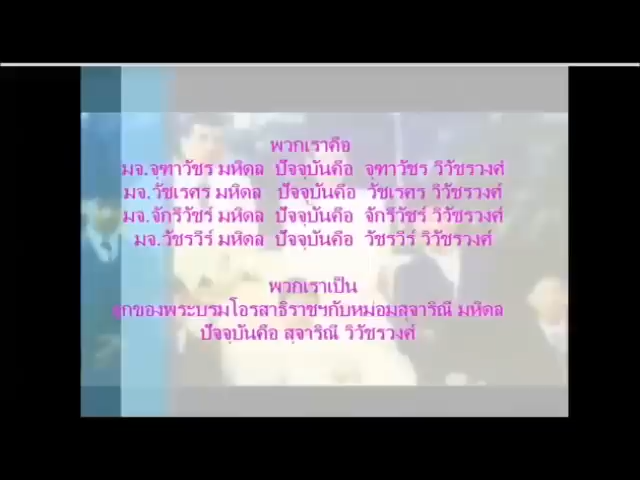 พวกเราคือ
มจ.จุฑาวัชร มหิดล ปัจจุบันคือ จุฑาวัชร วิวัชรวงศ์
มจ.วัชเรศร มหิดล ปัจจุบันคือ วัชเรศร วิวัชรวงศ์
มจ.จักรีวัชร์ มหิดล ปัจจุบันคือ จักรีวัชร์ วิวัชรวงศ์
มจ.วัชรวีร์ มหิดล ปัจจุบันคือ วัชรวีร์ วิวัชรวงศ์
พวกเราเป็น
ลูกของพระบรมโอรสาธิราชฯกับหม่อมสุจาริณี มหิดล
ปัจจุบันคือ สุจาริณี วิวัชรวงศ์